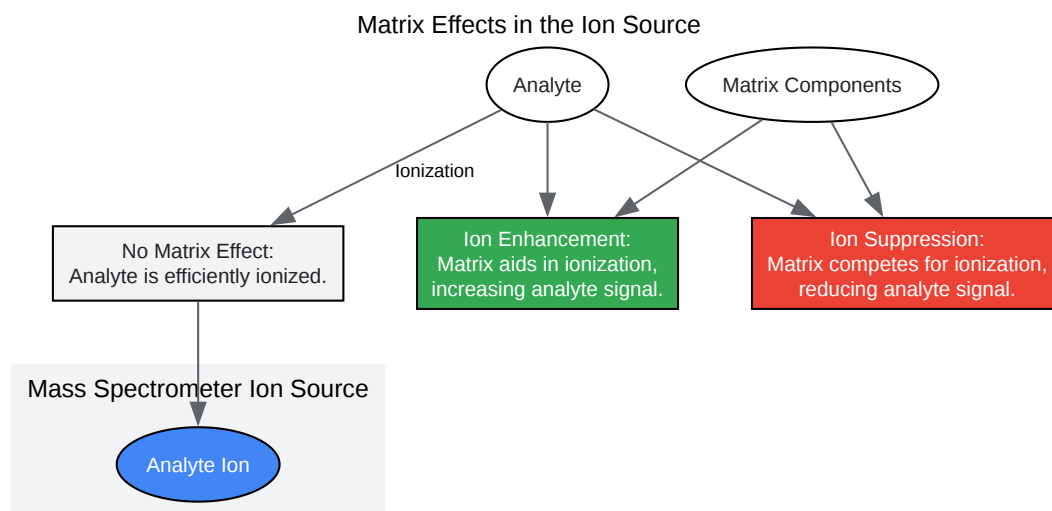 Matrix Effects in the Ion Source
Analyte
Matrix Components
Ionization
No Matrix Effect:
Analyte is efficiently ionized.
Ion Enhancement:
Matrix aids in ionization,
increasing analyte signal.
Ion Suppression:
Matrix competes for ionization,
reducing analyte signal.
Mass Spectrometer Ion Source
Analyte Ion